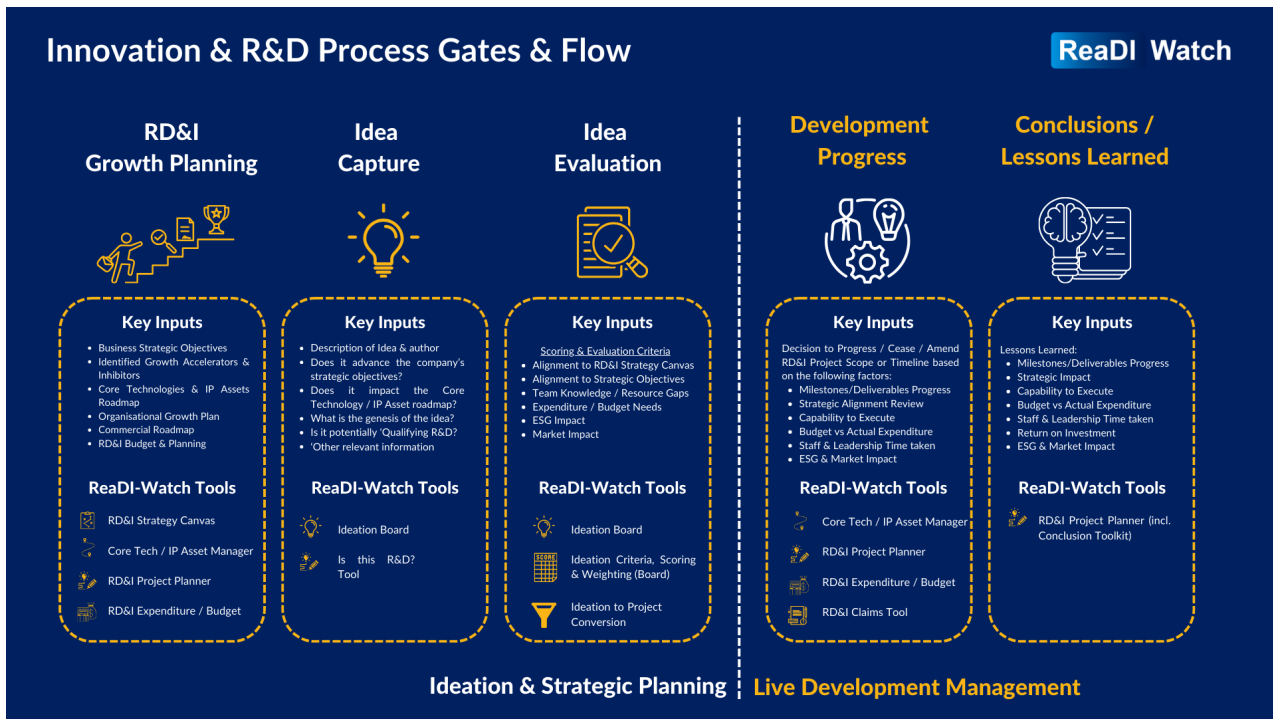 Innovation & R&D Process Gates & Flow
ReaDI Watch
RD&I
Growth Planning
Key Inputs
• Business Strategic Objectives
• Identified Growth Accelerators &
Inhibitors
• Core Technologies & IP Assets
Roadmap
• Organisational Growth Plan
• Commercial Roadmap
• RD&I Budget & Planning
ReaDI-Watch Tools
RD&I Strategy Canvas
Core Tech / IP Asset Manager
RD&I Project Planner
RD&I Expenditure / Budget
Idea
Capture
Key Inputs
• Description of Idea & author
• Does it advance the company's
strategic objectives?
• Does it impact the Core
Technology / IP Asset roadmap?
• What is the genesis of the idea?
• Is it potentially 'Qualifying R&D?
• 'Other relevant information
ReaDI-Watch Tools
Ideation Board
Is this R&D?
Tool
Idea
Evaluation
Key Inputs
Scoring & Evaluation Criteria
• Alignment to RD&I Strategy Canvas
• Alignment to Strategic Objectives
• Team Knowledge / Resource Gaps
• Expenditure / Budget Needs
• ESG Impact
• Market Impact
ReaDI-Watch Tools
Ideation Board
SCORE
Ideation Criteria, Scoring
& Weighting (Board)
Ideation to Project
Conversion
Development
Progress
Key Inputs
Decision to Progress / Cease / Amend
RD&I Project Scope or Timeline based
on the following factors:
• Milestones/Deliverables Progress
• Strategic Alignment Review
• Capability to Execute
• Budget vs Actual Expenditure
• Staff & Leadership Time taken
• ESG & Market Impact
ReaDI-Watch Tools
Core Tech / IP Asset Manager
RD&I Project Planner
RD&I Expenditure / Budget
RD&I Claims Tool
Conclusions /
Lessons Learned
Key Inputs
Lessons Learned:
• Milestones/Deliverables Progress
• Strategic Impact
• Capability to Execute
• Budget vs Actual Expenditure
• Staff & Leadership Time taken
• Return on Investment
• ESG & Market Impact
ReaDI-Watch Tools
RD&I Project Planner (incl.
Conclusion Toolkit)
Ideation & Strategic Planning
Live Development Management